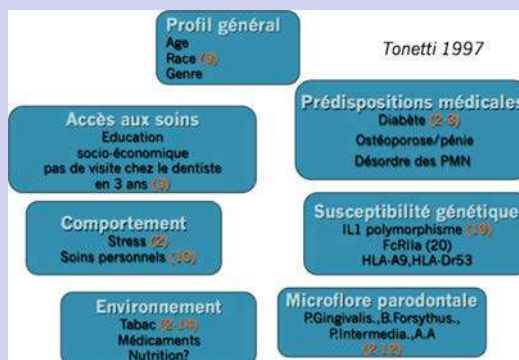 Profil général
Age
Race (3)
Genre
Tonetti 1997
Accès aux soins
Education
socio-économique
pas de visite chez le dentiste
en 3 ans (3)
Prédispositions médicales
Diabète (2-3)
Ostéoporose/pénie
Désordre des PMN
Comportement
Stress (2)
Soins personnels (10)
Susceptibilité génétique
IL1 polymorphisme (19)
FcRIIa (20)
HLA-A9,HLA-Dr53
Environnement
Tabac (2-14)
Médicaments
Nutrition?
Microflore parodontale
P.Gingivalis.,B.Forsythus.,
P.Intermedia.,A.A
(2-12)